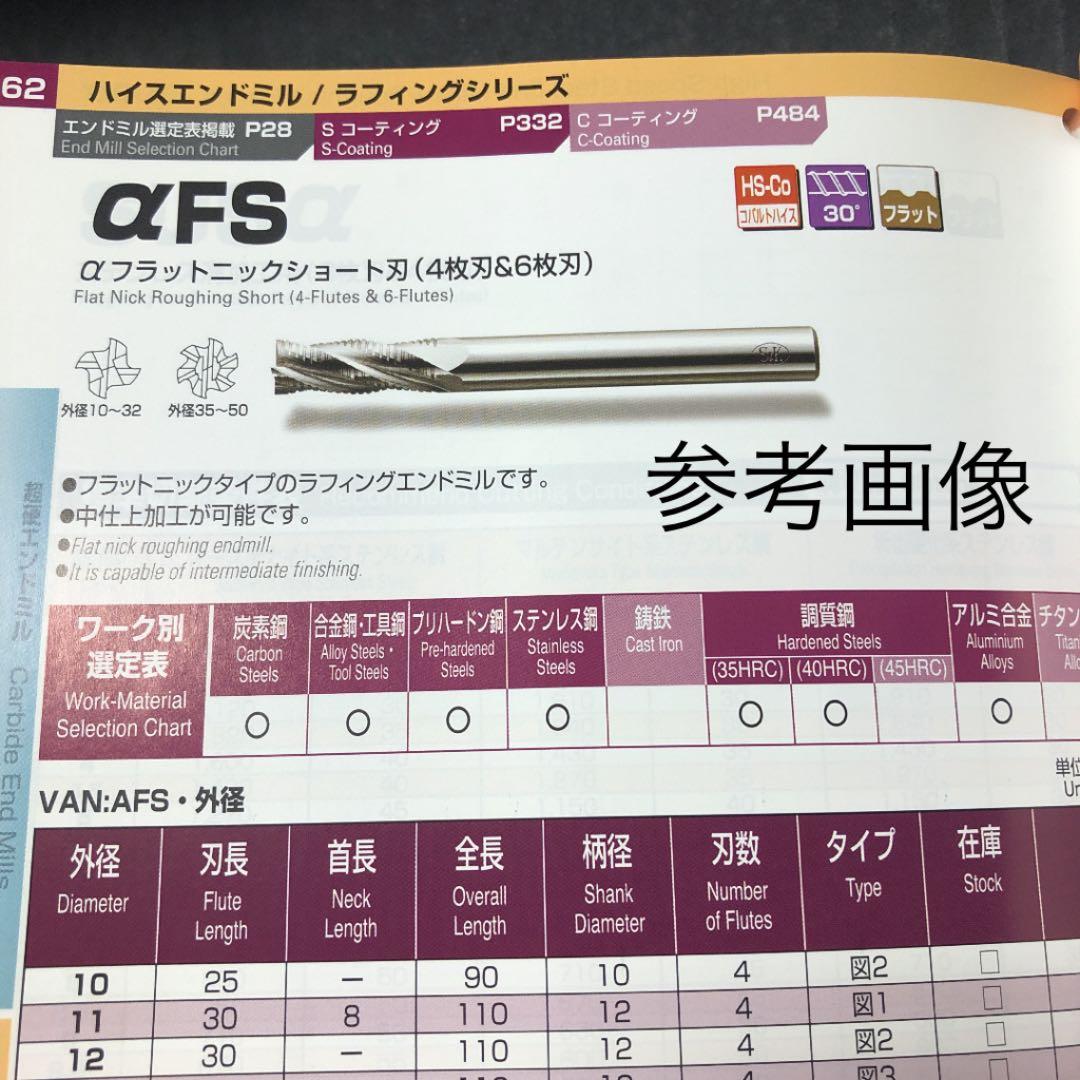 62 ハイスエンドミル / ラフィングシリーズ
エンドミル選定表掲載 P28
End Mill Selection Chart
S コーティング P332
S-Coating
C コーティング P484
C-Coating
αFS
HS-Co
コバルトハイス
30°
フラット
αフラットニックショート刃(4枚刃&6枚刃)
Flat Nick Roughing Short (4-Flutes & 6-Flutes)
外径10~32 外径35~50
参考画像
●フラットニックタイプのラフィングエンドミルです。
●中仕上加工が可能です。
●Flat nick roughing endmill.
●It is capable of intermediate finishing.
超硬エンドミル Carbide End Mills
ワーク別
選定表
Work-Material
Selection Chart
炭素鋼
Carbon
Steels
合金鋼・工具鋼
Alloy Steels・
Tool Steels
プリハードン鋼
Pre-hardened
Steels
ステンレス鋼
Stainless
Steels
鋳鉄
Cast Iron
調質鋼
Hardened Steels
(35HRC) (40HRC) (45HRC)
アルミ合金
Aluminium
Alloys
チタン
○ ○ ○ ○ ○ ○ ○
VAN:AFS・外径
単位
外径
Diameter
刃長
Flute
Length
首長
Neck
Length
全長
Overall
Length
柄径
Shank
Diameter
刃数
Number
of Flutes
タイプ
Type
在庫
Stock
10 25 — 90 10 4 図2 □
11 30 8 110 12 4 図1 □
12 30 — 110 12 4 図2 □